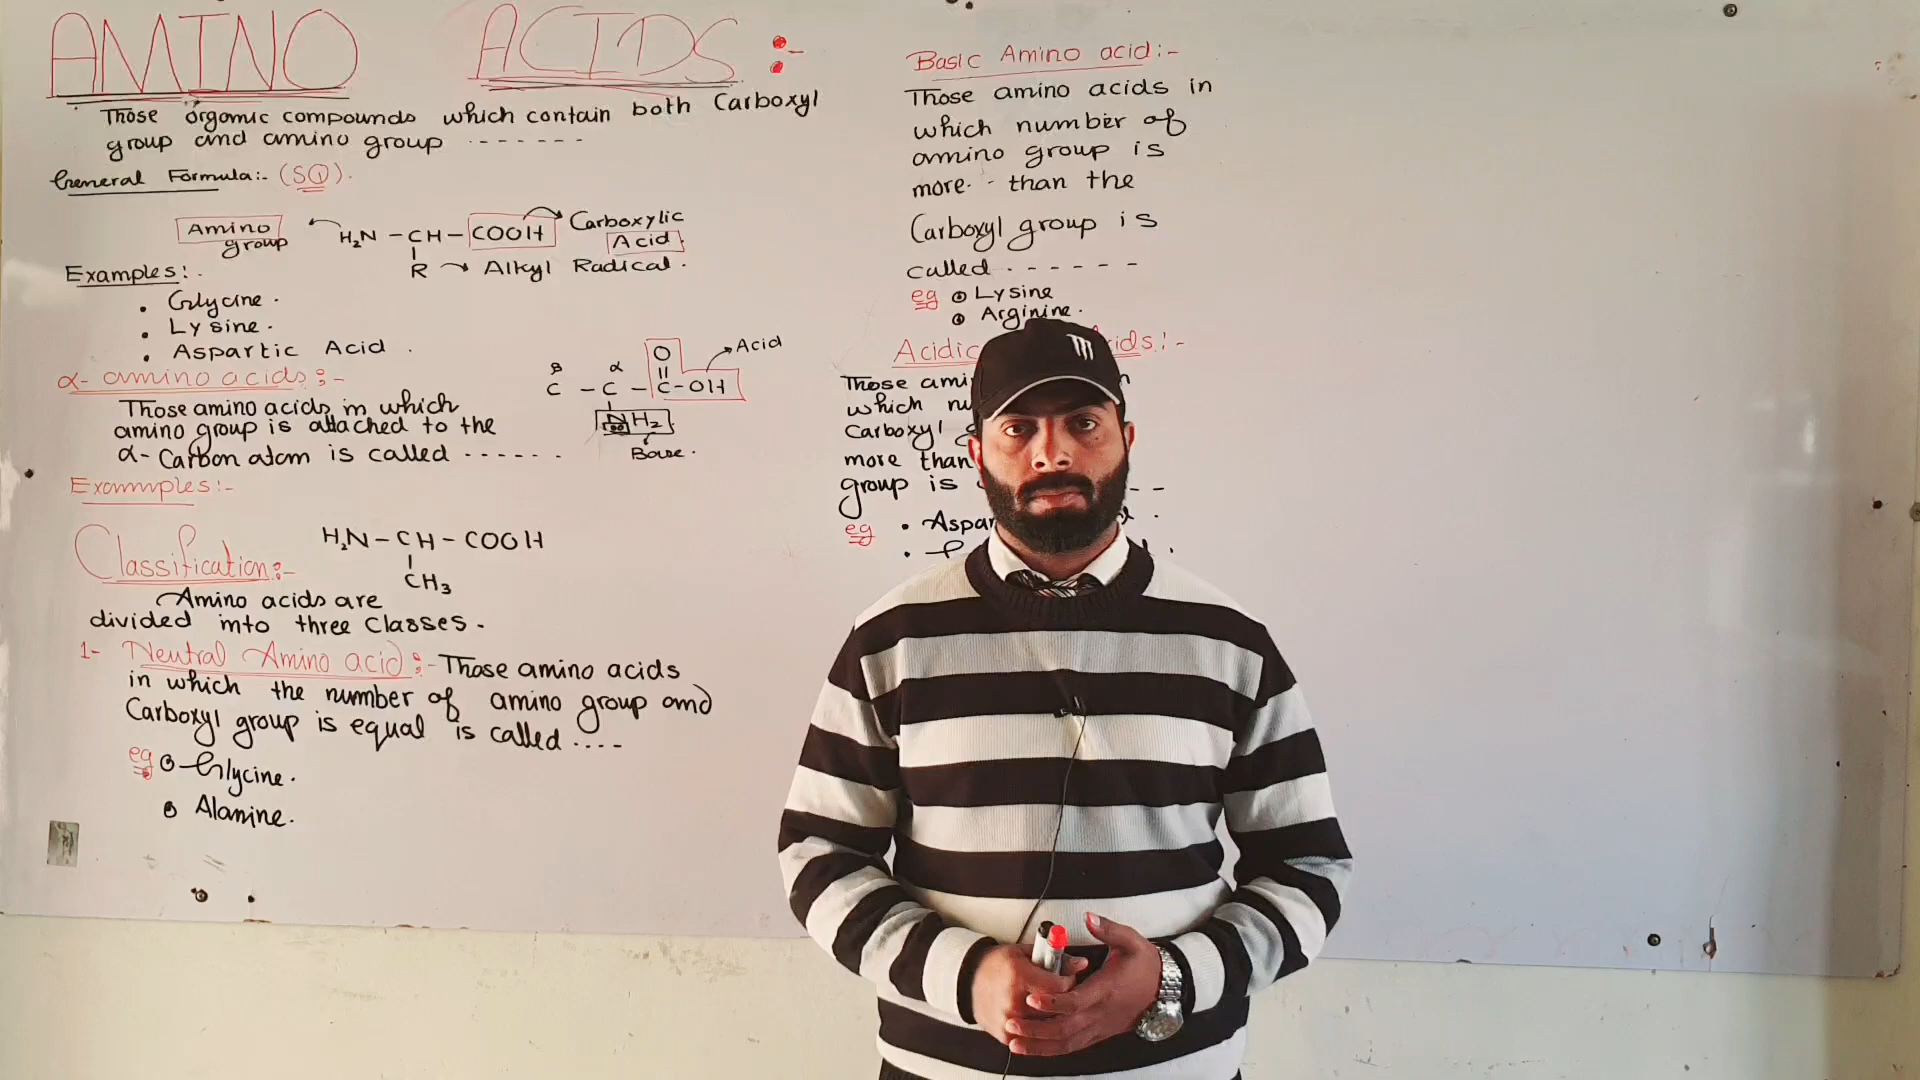 AMINO ACIDS :-
Those orgomic compounds which contain both Carboxyl
group and amino group -------
General Formula:- (SQ).
Amino
group
H2N - CH - COOH
Carboxylic
Acid
R → Alkyl Radical.
Examples:-
• Glycine.
• Lysine.
• Aspartic Acid.
α- amino acids:-
Those amino acids in which
amino group is attached to the
α- Carbon atom is called ------.
β α O Acid
C - C - C - OH
NH2
Base.
Exammples:-
H2N - CH - COOH
CH3
Classification:-
Amino acids are
divided into three classes.
1- Neutral Amino acid:- Those amino acids
in which the number of amino group and
Carboxyl group is equal is called ....
eg Glycine.
Alanine.
Basic Amino acid:-
Those amino acids in
which number of
amino group is
more - than the
Carboxyl group is
called ------
eg Lysine
Arginine.
Acidic
Those
which
Carboxyl
more than
group is
eg •
•